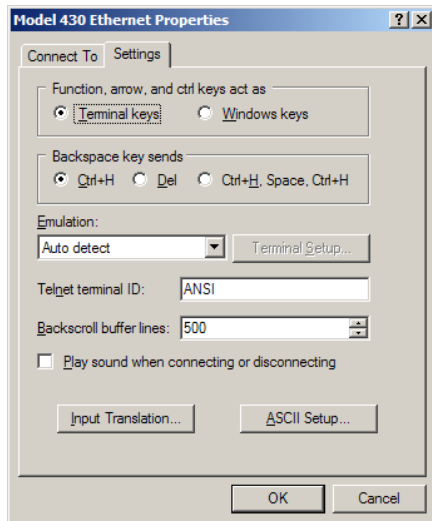 Model 430 Ethernet Properties
Connect To Settings
Function, arrow, and ctrl keys act as
Terminal keys Windows keys
Backspace key sends
Ctrl+H Del Ctrl+H, Space, Ctrl+H
Emulation:
Auto detect Terminal Setup...
Telnet terminal ID: ANSI
Backscroll buffer lines: 500
Play sound when connecting or disconnecting
Input Translation... ASCII Setup...
OK Cancel